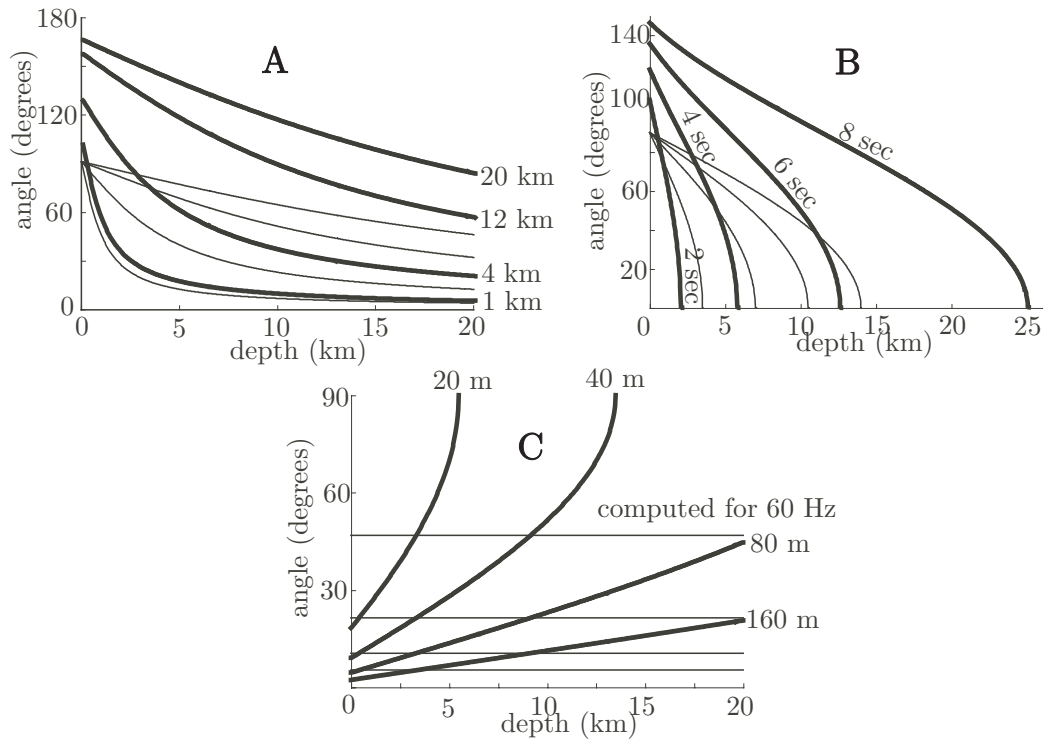 A
angle (degrees)
180
120
60
0
20 km
12 km
4 km
1 km
0 5 10 15 20
depth (km)
B
angle (degrees)
140
100
60
20
2 sec
4 sec
6 sec
8 sec
0 5 10 15 20 25
depth (km)
C
20 m 40 m
angle (degrees)
90
60
30
computed for 60 Hz
80 m
160 m
0 5 10 15 20
depth (km)